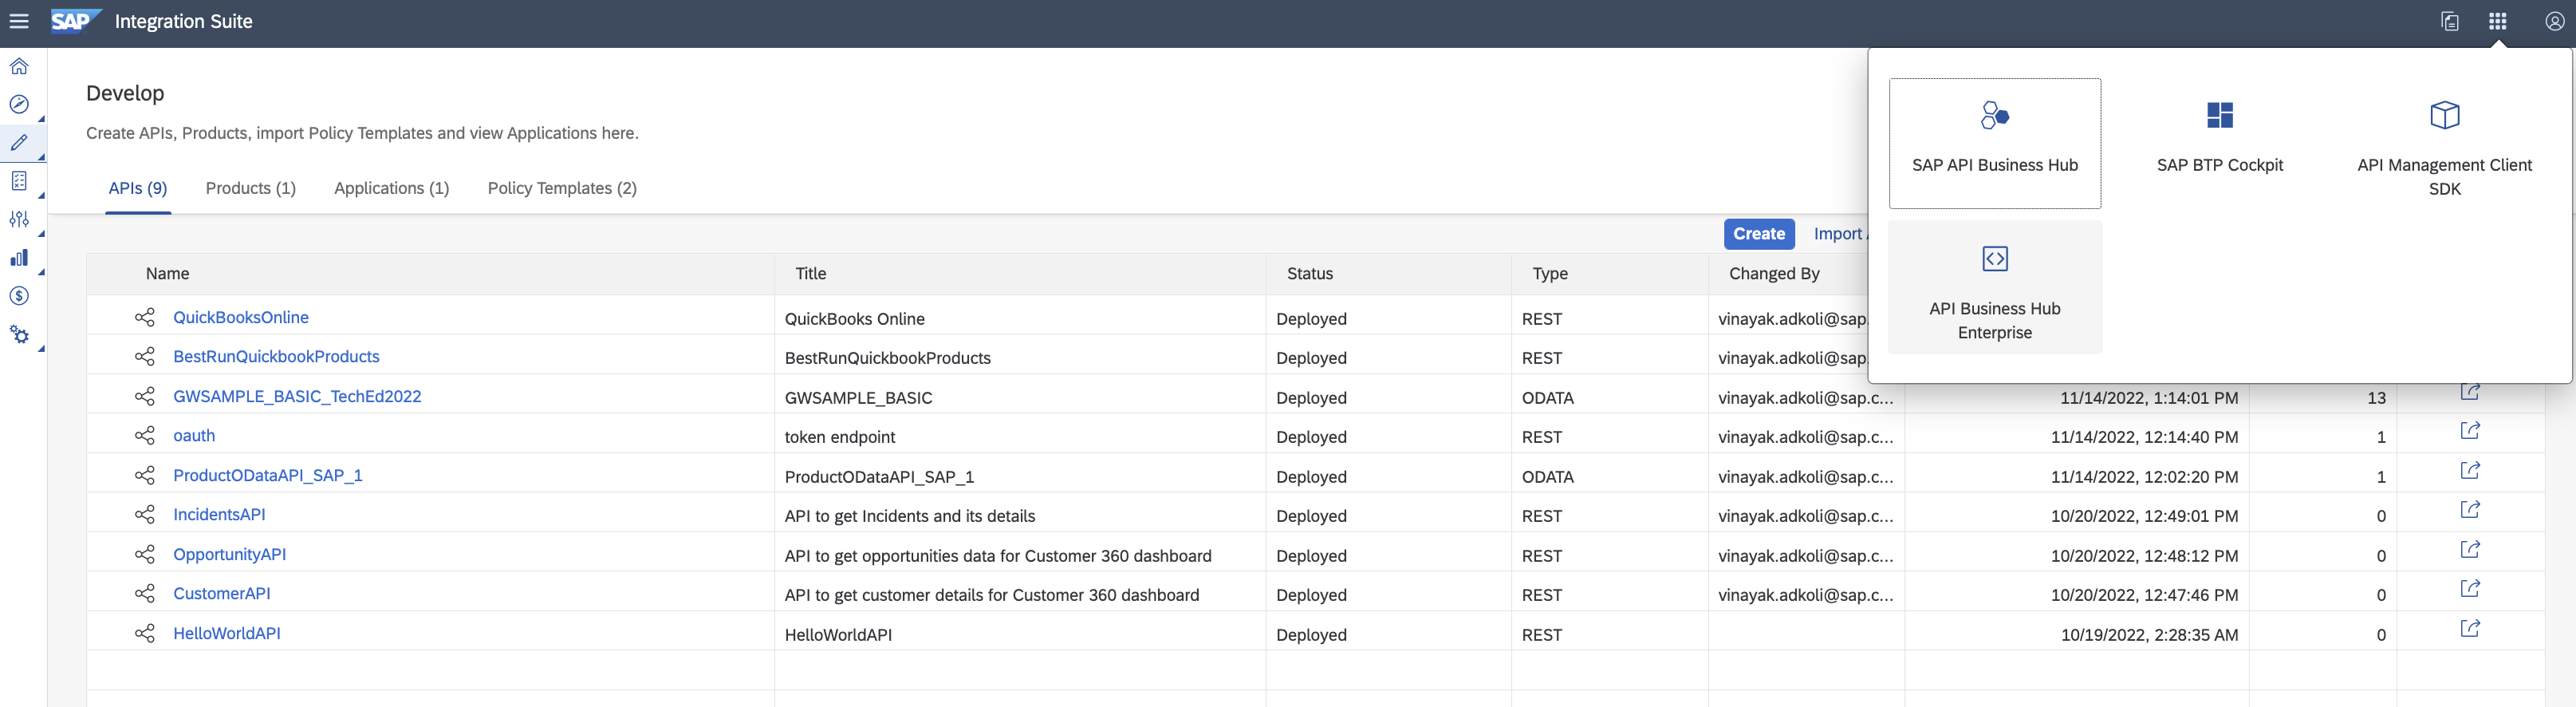 SAP Integration Suite
Develop
Create APIs, Products, import Policy Templates and view Applications here.
APIs (9) Products (1) Applications (1) Policy Templates (2)
SAP API Business Hub
SAP BTP Cockpit
API Management Client
SDK
API Business Hub
Enterprise
Create Import
Name Title Status Type Changed By
QuickBooksOnline QuickBooks Online Deployed REST vinayak.adkoli@sap.
BestRunQuickbookProducts BestRunQuickbookProducts Deployed REST vinayak.adkoli@sap.
GWSAMPLE_BASIC_TechEd2022 GWSAMPLE_BASIC Deployed ODATA vinayak.adkoli@sap.c... 11/14/2022, 1:14:01 PM 13
oauth token endpoint Deployed REST vinayak.adkoli@sap.c... 11/14/2022, 12:14:40 PM 1
ProductODataAPI_SAP_1 ProductODataAPI_SAP_1 Deployed ODATA vinayak.adkoli@sap.c... 11/14/2022, 12:02:20 PM 1
IncidentsAPI API to get Incidents and its details Deployed REST vinayak.adkoli@sap.c... 10/20/2022, 12:49:01 PM 0
OpportunityAPI API to get opportunities data for Customer 360 dashboard Deployed REST vinayak.adkoli@sap.c... 10/20/2022, 12:48:12 PM 0
CustomerAPI API to get customer details for Customer 360 dashboard Deployed REST vinayak.adkoli@sap.c... 10/20/2022, 12:47:46 PM 0
HelloWorldAPI HelloWorldAPI Deployed REST 10/19/2022, 2:28:35 AM 0